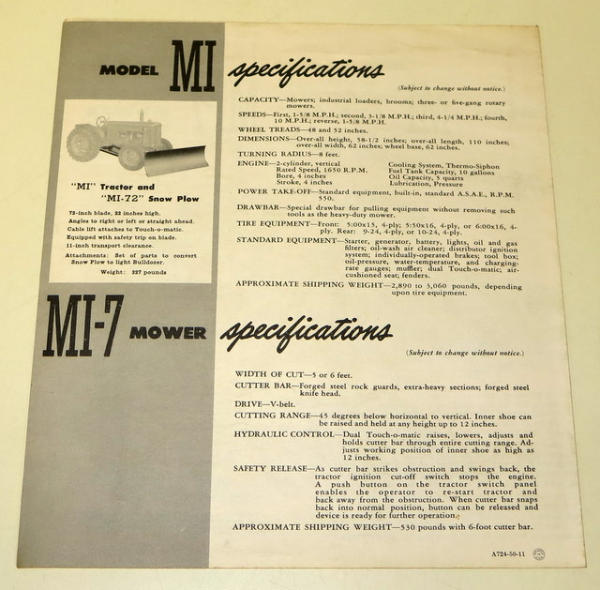 MODEL MI specifications
(Subject to change without notice.)
CAPACITY—Mowers; industrial loaders, brooms; three- or five-gang rotary
mowers.
SPEEDS—First, 1-5/8 M.P.H.; second, 3-1/8 M.P.H.; third, 4-1/4 M.P.H.; fourth,
10 M.P.H.; reverse, 1-5/8 M.P.H.
WHEEL TREADS—48 and 52 inches.
DIMENSIONS—Over-all height, 58-1/2 inches; over-all length, 110 inches;
over-all width, 62 inches; wheel base, 62 inches.
TURNING RADIUS—8 feet.
ENGINE—2-cylinder, vertical
Rated Speed, 1650 R.P.M.
Bore, 4 inches
Stroke, 4 inches
Cooling System, Thermo-Siphon
Fuel Tank Capacity, 10 gallons
Oil Capacity, 5 quarts
Lubrication, Pressure
POWER TAKE-OFF—Standard equipment, built-in, standard A.S.A.E., R.P.M.
550.
DRAWBAR—Special drawbar for pulling equipment without removing such
tools as the heavy-duty mower.
TIRE EQUIPMENT—Front: 5:00x15, 4-ply; 5:50x16, 4-ply, or 6:00x16, 4-
ply. Rear: 9-24, 4-ply, or 10-24, 4-ply.
STANDARD EQUIPMENT—Starter, generator, battery, lights, oil and gas
filters; oil-wash air cleaner; distributor ignition
system; individually-operated brakes; tool box;
oil-pressure, water-temperature, and charging-
rate gauges; muffler; dual Touch-o-matic; air-
cushioned seat; fenders.
APPROXIMATE SHIPPING WEIGHT—2,890 to 3,060 pounds, depending
upon tire equipment.
"MI" Tractor and
"MI-72" Snow Plow
72-inch blade, 22 inches high.
Angles to right or left or straight ahead.
Cable lift attaches to Touch-o-matic.
Equipped with safety trip on blade.
11-inch transport clearance.
Attachments: Set of parts to convert
Snow Plow to light Bulldozer.
Weight: 327 pounds
MI-7 MOWER specifications
(Subject to change without notice.)
WIDTH OF CUT—5 or 6 feet.
CUTTER BAR—Forged steel rock guards, extra-heavy sections; forged steel
knife head.
DRIVE—V-belt.
CUTTING RANGE—45 degrees below horizontal to vertical. Inner shoe can
be raised and held at any height up to 12 inches.
HYDRAULIC CONTROL—Dual Touch-o-matic raises, lowers, adjusts and
holds cutter bar through entire cutting range. Ad-
justs working position of inner shoe as high as
12 inches.
SAFETY RELEASE—As cutter bar strikes obstruction and swings back, the
tractor ignition cut-off switch stops the engine.
A push button on the tractor switch panel
enables the operator to re-start tractor and
back away from the obstruction. When cutter bar snaps
back into normal position, button can be released and
device is ready for further operation.
APPROXIMATE SHIPPING WEIGHT—530 pounds with 6-foot cutter bar.
A724-50-11